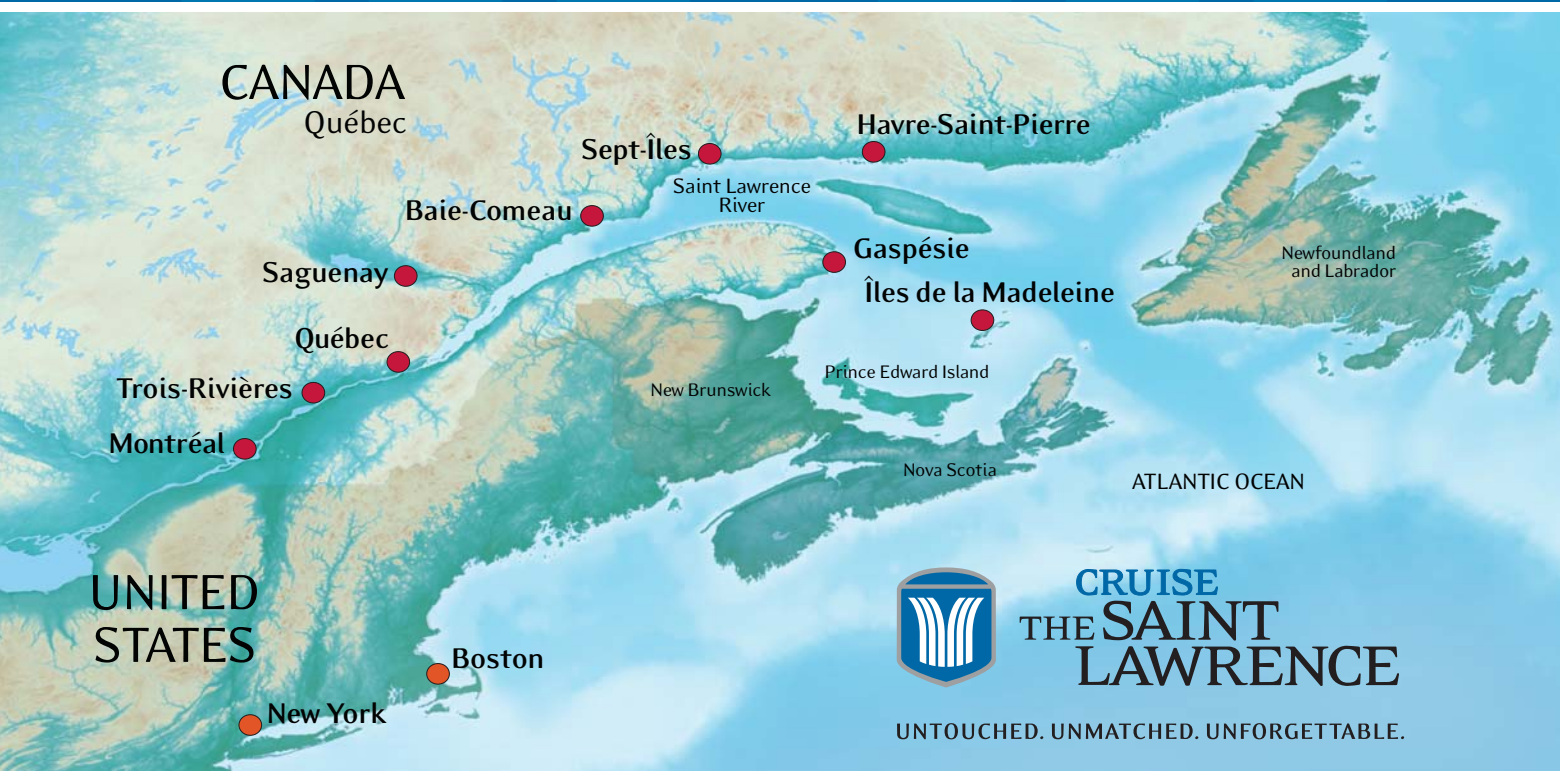 CANADA
Québec
Havre-Saint-Pierre
Sept-Îles
Saint Lawrence
River
Baie-Comeau
Gaspésie
Newfoundland
and Labrador
Saguenay
Îles de la Madeleine
Québec
Prince Edward Island
Trois-Rivières
New Brunswick
Montréal
Nova Scotia
ATLANTIC OCEAN
UNITED
STATES
CRUISE
THE SAINT
LAWRENCE
Boston
New York
UNTOUCHED. UNMATCHED. UNFORGETTABLE.